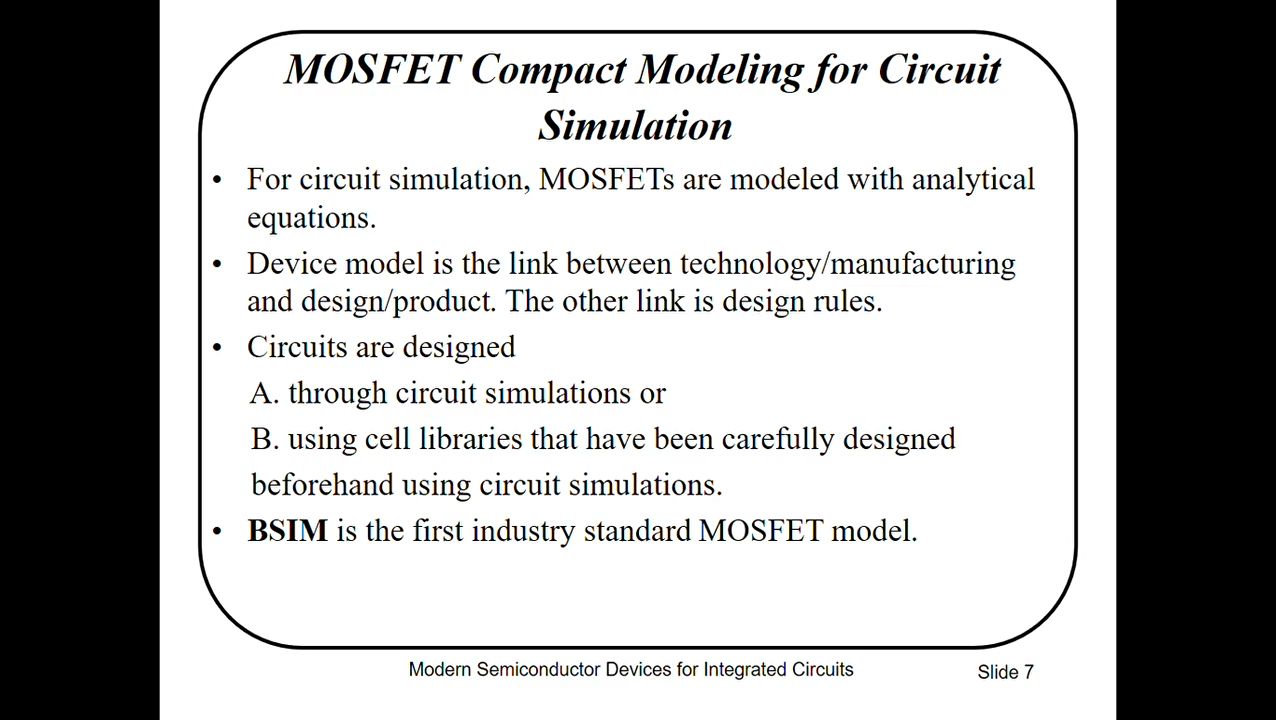 MOSFET Compact Modeling for Circuit
Simulation
• For circuit simulation, MOSFETs are modeled with analytical
equations.
• Device model is the link between technology/manufacturing
and design/product. The other link is design rules.
• Circuits are designed
A. through circuit simulations or
B. using cell libraries that have been carefully designed
beforehand using circuit simulations.
• BSIM is the first industry standard MOSFET model.
Modern Semiconductor Devices for Integrated Circuits
Slide 7